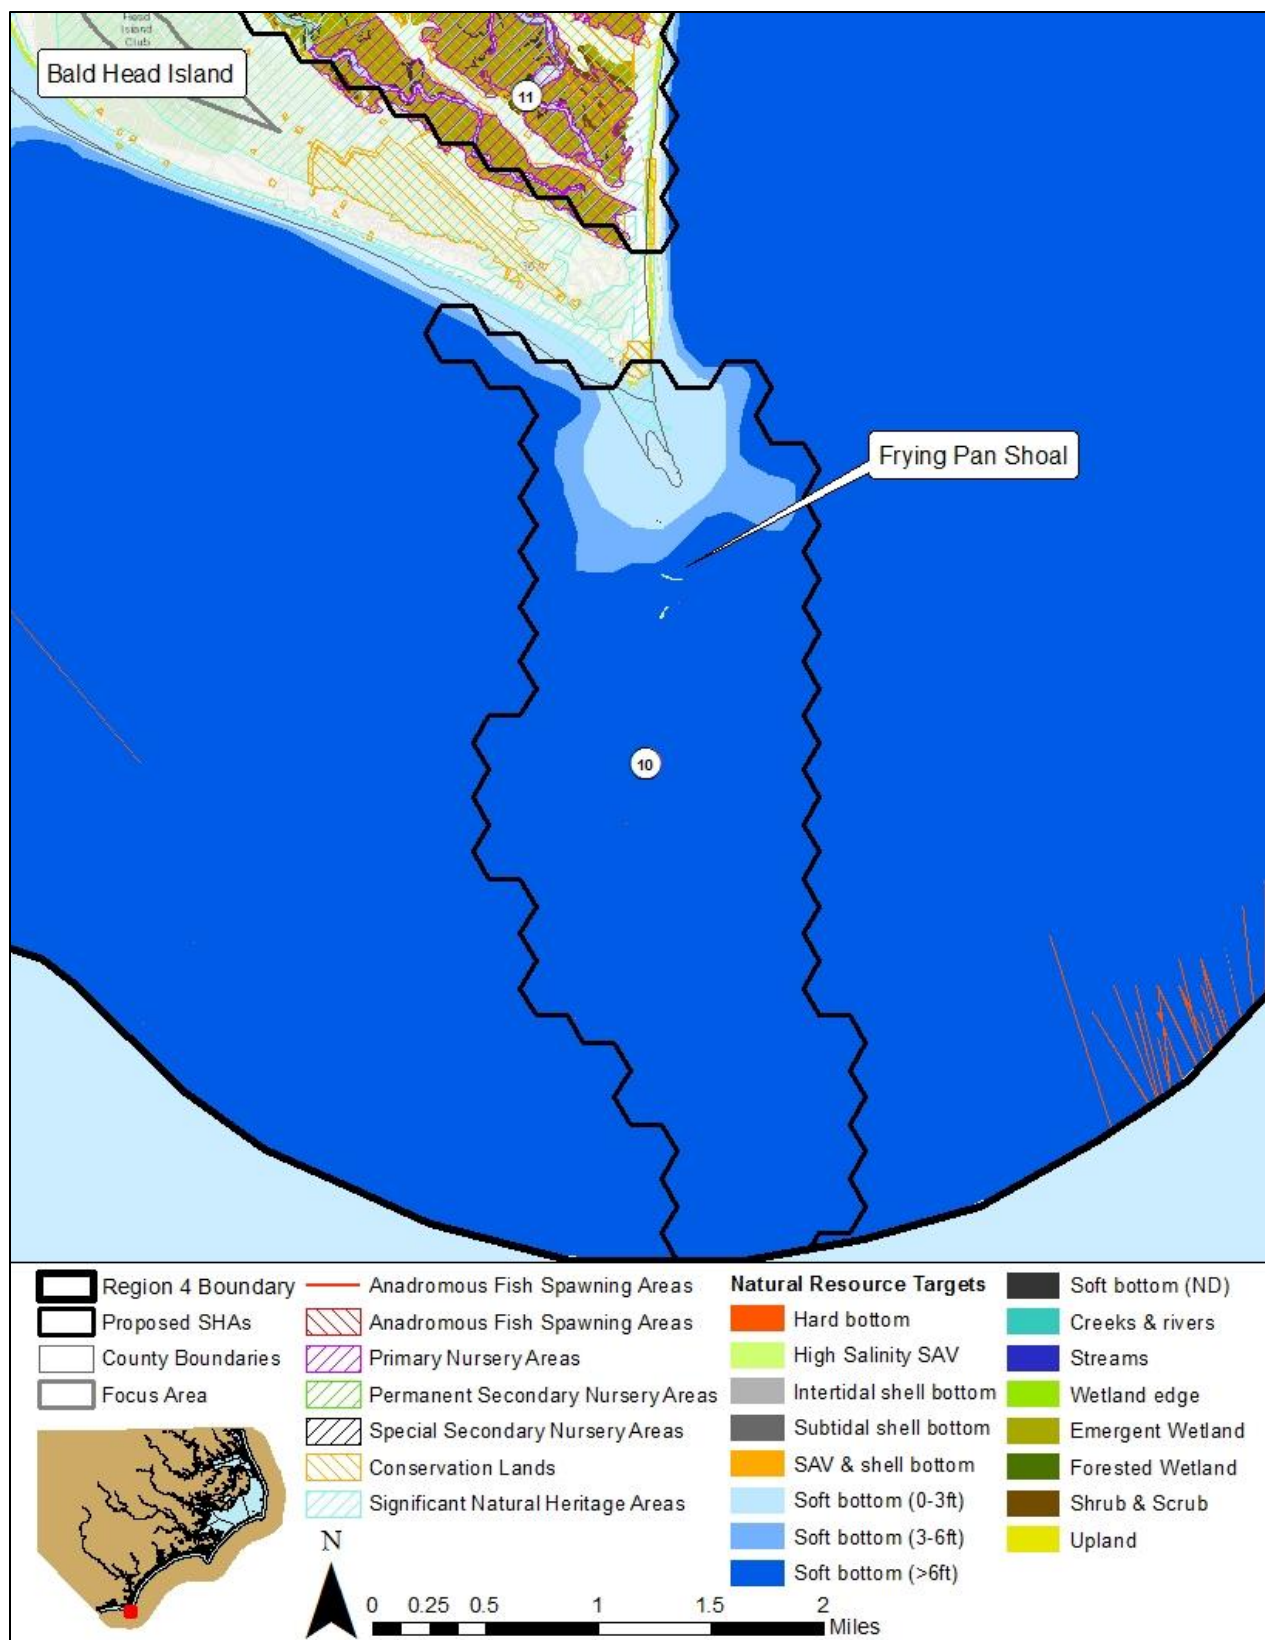 Head
Island
Club
Bald Head Island
11
Frying Pan Shoal
10
Region 4 Boundary
Proposed SHAs
County Boundaries
Focus Area
Anadromous Fish Spawning Areas
Anadromous Fish Spawning Areas
Primary Nursery Areas
Permanent Secondary Nursery Areas
Special Secondary Nursery Areas
Conservation Lands
Significant Natural Heritage Areas
Natural Resource Targets
Hard bottom
High Salinity SAV
Intertidal shell bottom
Subtidal shell bottom
SAV & shell bottom
Soft bottom (0-3ft)
Soft bottom (3-6ft)
Soft bottom (>6ft)
Soft bottom (ND)
Creeks & rivers
Streams
Wetland edge
Emergent Wetland
Forested Wetland
Shrub & Scrub
Upland
N
0 0.25 0.5 1 1.5 2
Miles